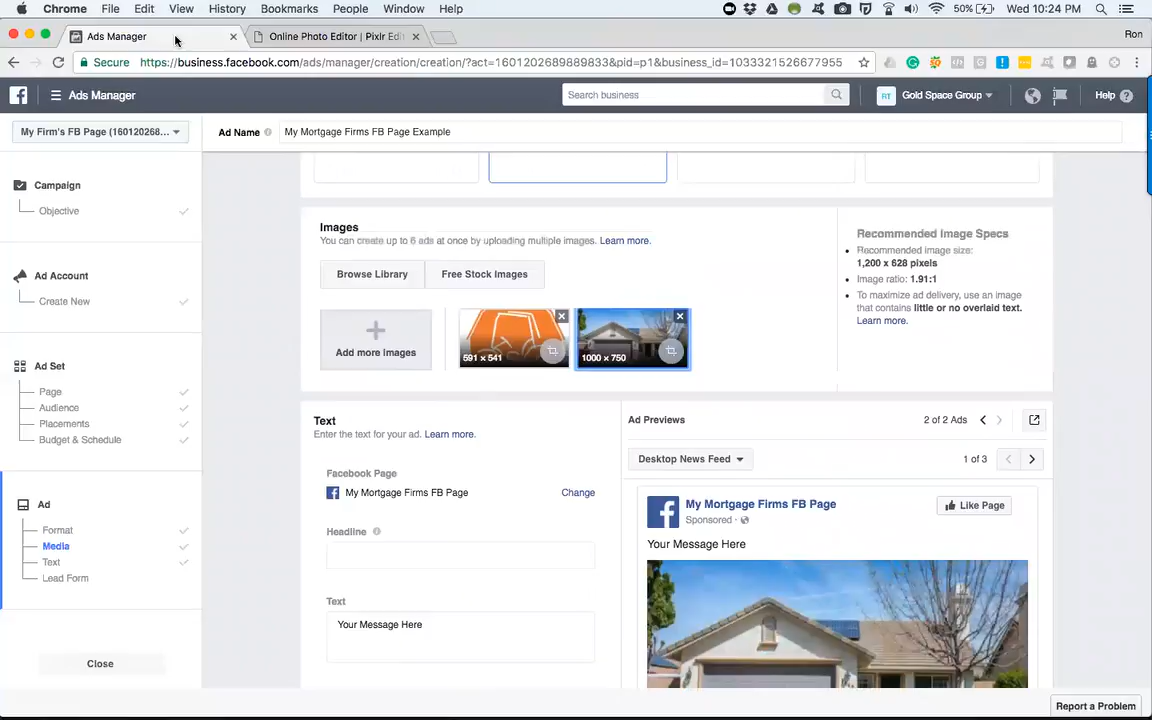 Chrome File Edit View History Bookmarks People Window Help 50% Wed 10:24 PM
Ads Manager Online Photo Editor | Pixlr Edi Ron
Secure https://business.facebook.com/ads/manager/creation/creation/?act=1601202689889833&pid=p1&business_id=1033321526677955
Ads Manager Search business RT Gold Space Group Help
My Firm's FB Page (160120268... Ad Name My Mortgage Firms FB Page Example
Campaign
Objective
Ad Account
Create New
Ad Set
Page
Audience
Placements
Budget & Schedule
Ad
Format
Media
Text
Lead Form
Close
Images
You can create up to 6 ads at once by uploading multiple images. Learn more.
Browse Library Free Stock Images
Add more images
591 x 541 1000 x 750
Recommended Image Specs
Recommended image size:
1,200 x 628 pixels
Image ratio: 1.91:1
To maximize ad delivery, use an image
that contains little or no overlaid text.
Learn more.
Text
Enter the text for your ad. Learn more.
Facebook Page
My Mortgage Firms FB Page Change
Headline
Text
Your Message Here
Ad Previews 2 of 2 Ads
Desktop News Feed 1 of 3
My Mortgage Firms FB Page Like Page
Sponsored ·
Your Message Here
Report a Problem